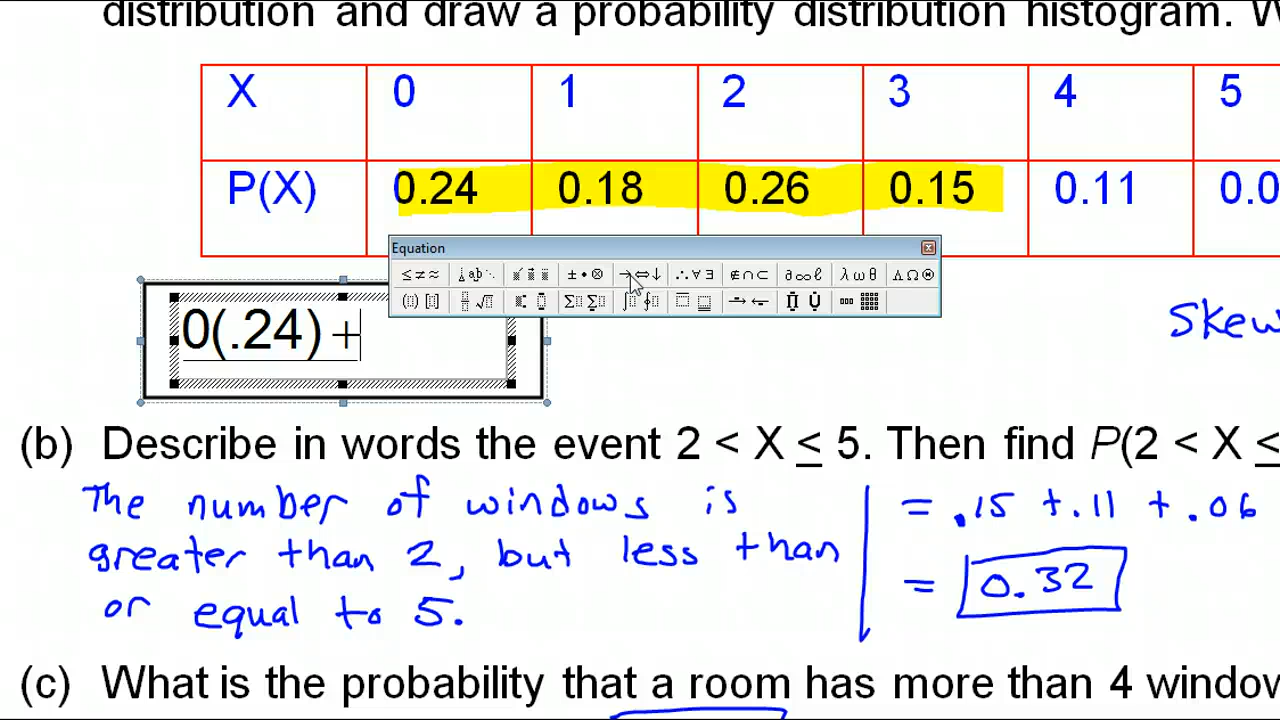 distribution and draw a probability distribution histogram. W
X 0 1 2 3 4 5
P(X) 0.24 0.18 0.26 0.15 0.11 0.0
Equation
0(.24) +
Skew
(b) Describe in words the event 2 < X ≤ 5. Then find P(2 < X ≤
The number of windows is
greater than 2, but less than
or equal to 5.
= .15 + .11 + .06
= 0.32
(c) What is the probability that a room has more than 4 window